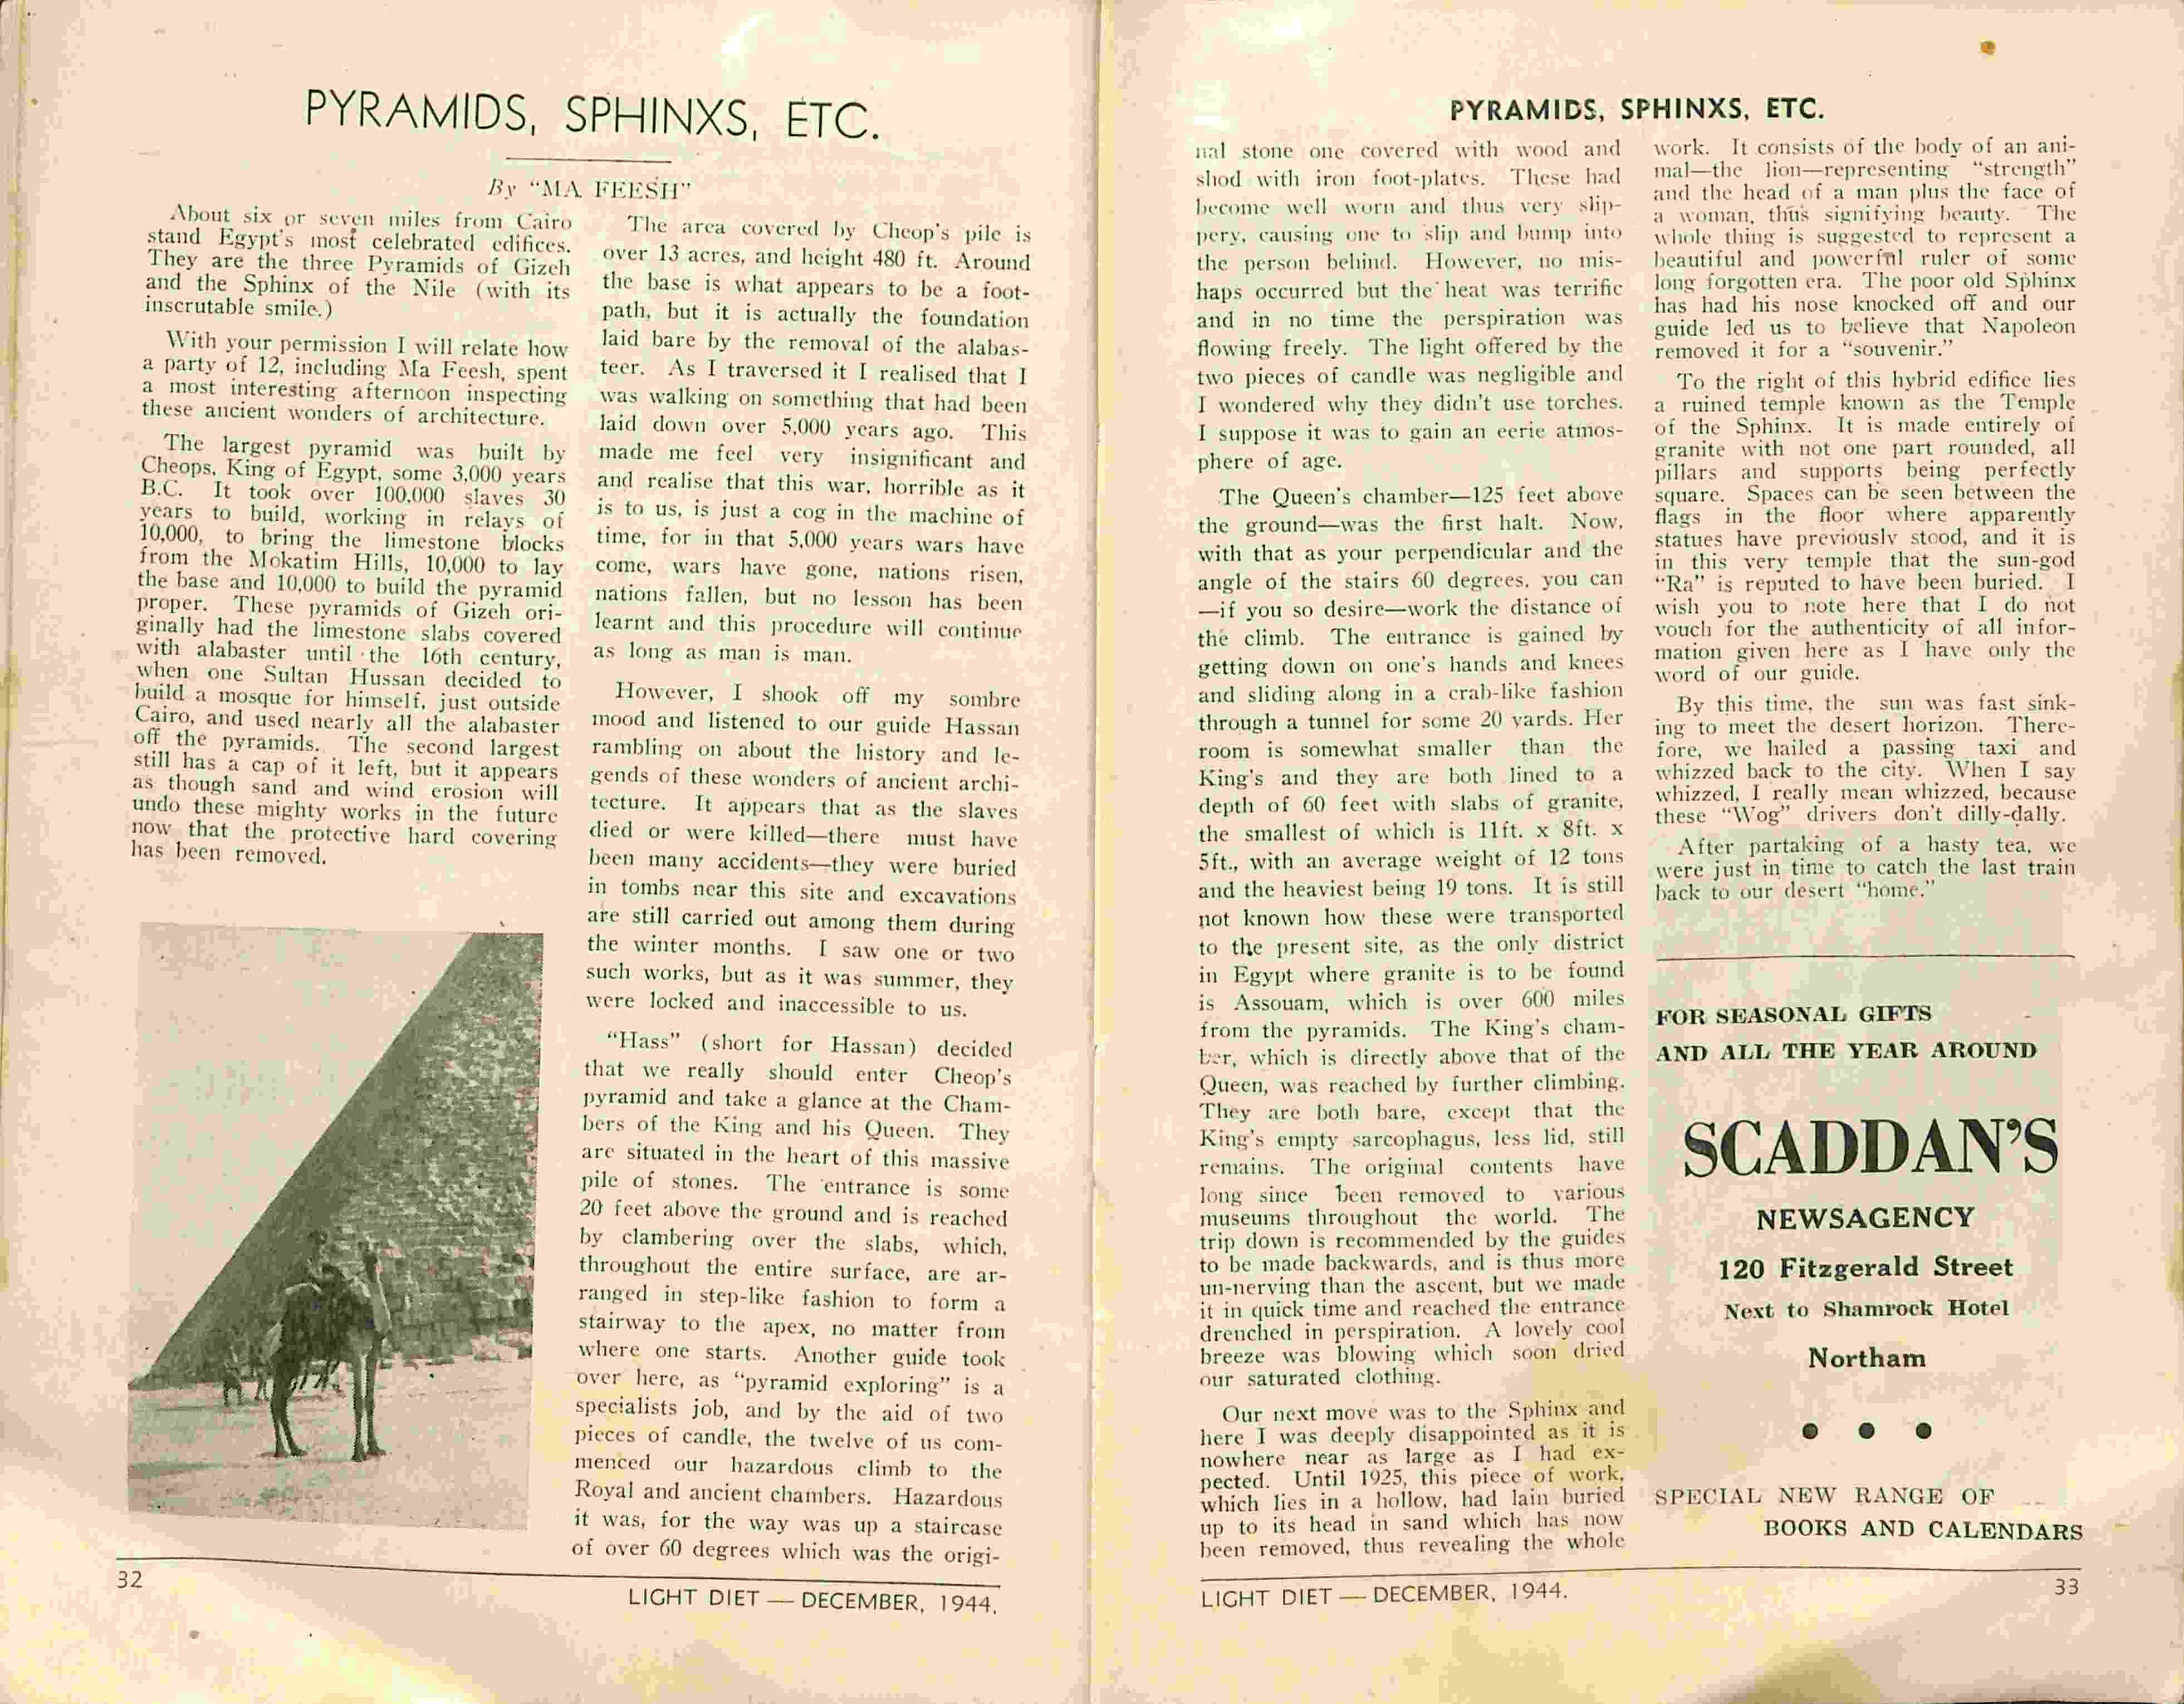 PYRAMIDS, SPHINXS, ETC.
By "MA FEESH"
About six or seven miles from Cairo
stand Egypt's most celebrated edifices.
They are the three Pyramids of Gizeh
and the Sphinx of the Nile (with its
inscrutable smile.)
With your permission I will relate how
a party of 12, including Ma Feesh, spent
a most interesting afternoon inspecting
these ancient wonders of architecture.
The largest pyramid was built by
Cheops, King of Egypt, some 3,000 years
B.C. It took over 100,000 slaves 30
years to build, working in relays of
10,000, to bring the limestone blocks
from the Mokatim Hills, 10,000 to lay
the base and 10,000 to build the pyramid
proper. These pyramids of Gizeh ori-
ginally had the limestone slabs covered
with alabaster until the 16th century,
when one Sultan Hussan decided to
build a mosque for himself, just outside
Cairo, and used nearly all the alabaster
off the pyramids. The second largest
still has a cap of it left, but it appears
as though sand and wind erosion will
undo these mighty works in the future
now that the protective hard covering
has been removed.
The area covered by Cheop's pile is
over 13 acres, and height 480 ft. Around
the base is what appears to be a foot-
path, but it is actually the foundation
laid bare by the removal of the alabas-
teer. As I traversed it I realised that I
was walking on something that had been
laid down over 5,000 years ago. This
made me feel very insignificant and
and realise that this war, horrible as it
is to us, is just a cog in the machine of
time, for in that 5,000 years wars have
come, wars have gone, nations risen,
nations fallen, but no lesson has been
learnt and this procedure will continue
as long as man is man.
However, I shook off my sombre
mood and listened to our guide Hassan
rambling on about the history and le-
gends of these wonders of ancient archi-
tecture. It appears that as the slaves
died or were killed—there must have
been many accidents—they were buried
in tombs near this site and excavations
are still carried out among them during
the winter months. I saw one or two
such works, but as it was summer, they
were locked and inaccessible to us.
"Hass" (short for Hassan) decided
that we really should enter Cheop's
pyramid and take a glance at the Cham-
bers of the King and his Queen. They
are situated in the heart of this massive
pile of stones. The entrance is some
20 feet above the ground and is reached
by clambering over the slabs, which,
throughout the entire surface, are ar-
ranged in step-like fashion to form a
stairway to the apex, no matter from
where one starts. Another guide took
over here, as "pyramid exploring" is a
specialists job, and by the aid of two
pieces of candle, the twelve of us com-
menced our hazardous climb to the
Royal and ancient chambers. Hazardous
it was, for the way was up a staircase
of over 60 degrees which was the origi-
32
LIGHT DIET — DECEMBER, 1944.
PYRAMIDS, SPHINXS, ETC.
nal stone one covered with wood and
shod with iron foot-plates. These had
become well worn and thus very slip-
pery, causing one to slip and bump into
the person behind. However, no mis-
haps occurred but the heat was terrific
and in no time the perspiration was
flowing freely. The light offered by the
two pieces of candle was negligible and
I wondered why they didn't use torches.
I suppose it was to gain an eerie atmos-
phere of age.
The Queen's chamber—125 feet above
the ground—was the first halt. Now,
with that as your perpendicular and the
angle of the stairs 60 degrees, you can
—if you so desire—work the distance of
the climb. The entrance is gained by
getting down on one's hands and knees
and sliding along in a crab-like fashion
through a tunnel for some 20 yards. Her
room is somewhat smaller than the
King's and they are both lined to a
depth of 60 feet with slabs of granite,
the smallest of which is 11ft. x 8ft. x
5ft., with an average weight of 12 tons
and the heaviest being 19 tons. It is still
not known how these were transported
to the present site, as the only district
in Egypt where granite is to be found
is Assouam, which is over 600 miles
from the pyramids. The King's cham-
ber, which is directly above that of the
Queen, was reached by further climbing.
They are both bare, except that the
King's empty sarcophagus, less lid, still
remains. The original contents have
long since been removed to various
museums throughout the world. The
trip down is recommended by the guides
to be made backwards, and is thus more
un-nerving than the ascent, but we made
it in quick time and reached the entrance
drenched in perspiration. A lovely cool
breeze was blowing which soon dried
our saturated clothing.
Our next move was to the Sphinx and
here I was deeply disappointed as it is
nowhere near as large as I had ex-
pected. Until 1925, this piece of work,
which lies in a hollow, had lain buried
up to its head in sand which has now
been removed, thus revealing the whole
work. It consists of the body of an ani-
mal—the lion—representing "strength"
and the head of a man plus the face of
a woman, thus signifying beauty. The
whole thing is suggested to represent a
beautiful and powerful ruler of some
long forgotten era. The poor old Sphinx
has had his nose knocked off and our
guide led us to believe that Napoleon
removed it for a "souvenir."
To the right of this hybrid edifice lies
a ruined temple known as the Temple
of the Sphinx. It is made entirely of
granite with not one part rounded, all
pillars and supports being perfectly
square. Spaces can be seen between the
flags in the floor where apparently
statues have previously stood, and it is
in this very temple that the sun-god
"Ra" is reputed to have been buried. I
wish you to note here that I do not
vouch for the authenticity of all infor-
mation given here as I have only the
word of our guide.
By this time, the sun was fast sink-
ing to meet the desert horizon. There-
fore, we hailed a passing taxi and
whizzed back to the city. When I say
whizzed, I really mean whizzed, because
these "Wog" drivers don't dilly-dally.
After partaking of a hasty tea, we
were just in time to catch the last train
back to our desert "home."
FOR SEASONAL GIFTS
AND ALL THE YEAR AROUND
SCADDAN'S
NEWSAGENCY
120 Fitzgerald Street
Next to Shamrock Hotel
Northam
SPECIAL NEW RANGE OF
BOOKS AND CALENDARS
LIGHT DIET — DECEMBER, 1944.
33